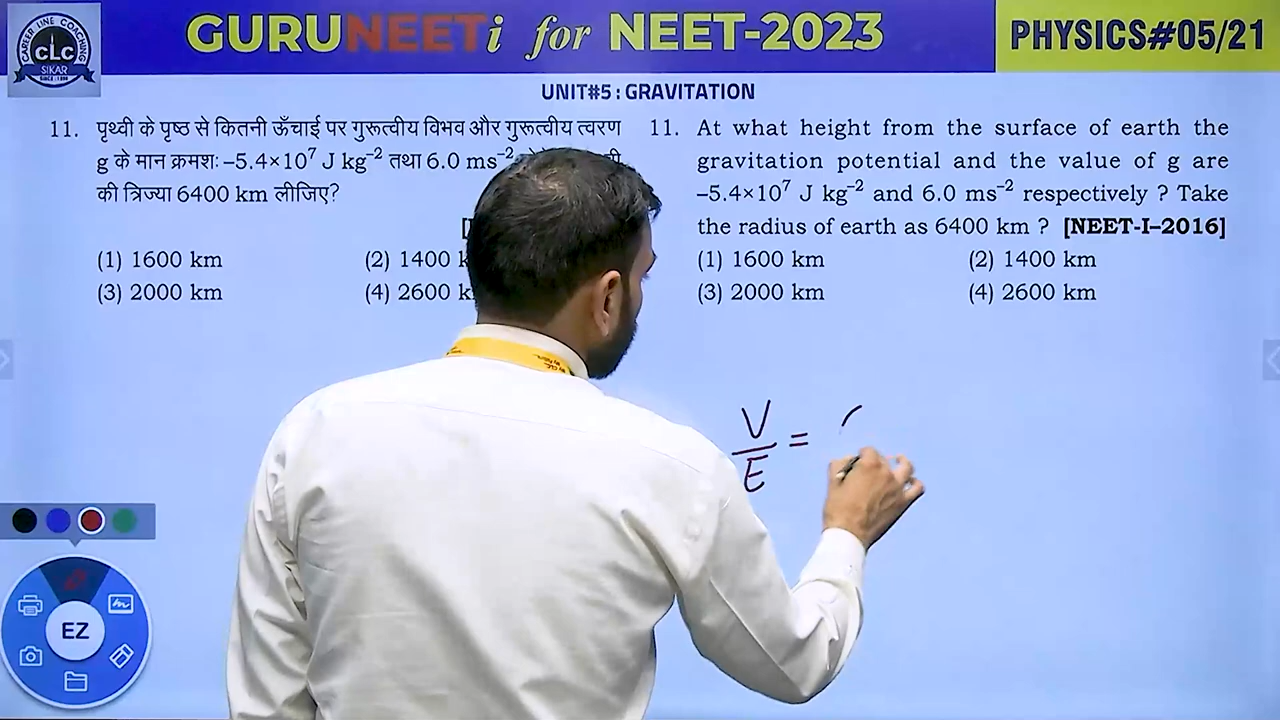 GURUNEETi for NEET-2023
PHYSICS#05/21
CAREER LINE COACHING
CLC
SIKAR
SINCE : 1996
UNIT#5 : GRAVITATION
11. पृथ्वी के पृष्ठ से कितनी ऊँचाई पर गुरूत्वीय विभव और गुरूत्वीय त्वरण
g के मान क्रमशः −5.4×10⁷ J kg⁻² तथा 6.0 ms⁻²
की त्रिज्या 6400 km लीजिए?
(1) 1600 km (2) 1400
(3) 2000 km (4) 2600
11. At what height from the surface of earth the
gravitation potential and the value of g are
−5.4×10⁷ J kg⁻² and 6.0 ms⁻² respectively ? Take
the radius of earth as 6400 km ? [NEET-I–2016]
(1) 1600 km (2) 1400 km
(3) 2000 km (4) 2600 km
V
E =
EZ